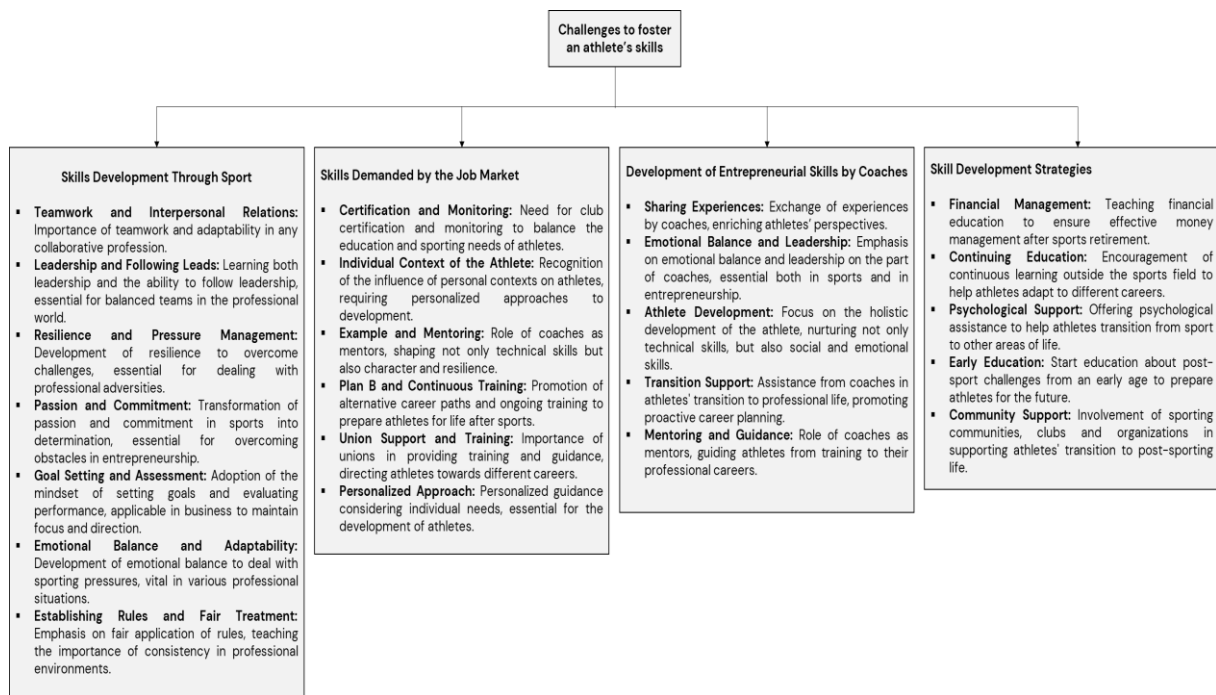 Challenges to foster
an athlete's skills
Skills Development Through Sport
▪ Teamwork and Interpersonal Relations:
Importance of teamwork and adaptability in any
collaborative profession.
▪ Leadership and Following Leads: Learning both
leadership and the ability to follow leadership,
essential for balanced teams in the professional
world.
▪ Resilience and Pressure Management:
Development of resilience to overcome
challenges, essential for dealing with
professional adversities.
▪ Passion and Commitment: Transformation of
passion and commitment in sports into
determination, essential for overcoming
obstacles in entrepreneurship.
▪ Goal Setting and Assessment: Adoption of the
mindset of setting goals and evaluating
performance, applicable in business to maintain
focus and direction.
▪ Emotional Balance and Adaptability:
Development of emotional balance to deal with
sporting pressures, vital in various professional
situations.
▪ Establishing Rules and Fair Treatment:
Emphasis on fair application of rules, teaching
the importance of consistency in professional
environments.
Skills Demanded by the Job Market
▪ Certification and Monitoring: Need for club
certification and monitoring to balance the
education and sporting needs of athletes.
▪ Individual Context of the Athlete: Recognition
of the influence of personal contexts on athletes,
requiring personalized approaches to
development.
▪ Example and Mentoring: Role of coaches as
mentors, shaping not only technical skills but
also character and resilience.
▪ Plan B and Continuous Training: Promotion of
alternative career paths and ongoing training to
prepare athletes for life after sports.
▪ Union Support and Training: Importance of
unions in providing training and guidance,
directing athletes towards different careers.
▪ Personalized Approach: Personalized guidance
considering individual needs, essential for the
development of athletes.
Development of Entrepreneurial Skills by Coaches
▪ Sharing Experiences: Exchange of experiences
by coaches, enriching athletes' perspectives.
▪ Emotional Balance and Leadership: Emphasis
on emotional balance and leadership on the part
of coaches, essential both in sports and in
entrepreneurship.
▪ Athlete Development: Focus on the holistic
development of the athlete, nurturing not only
technical skills, but also social and emotional
skills.
▪ Transition Support: Assistance from coaches in
athletes' transition to professional life, promoting
proactive career planning.
▪ Mentoring and Guidance: Role of coaches as
mentors, guiding athletes from training to their
professional careers.
Skill Development Strategies
▪ Financial Management: Teaching financial
education to ensure effective money
management after sports retirement.
▪ Continuing Education: Encouragement of
continuous learning outside the sports field to
help athletes adapt to different careers.
▪ Psychological Support: Offering psychological
assistance to help athletes transition from sport
to other areas of life.
▪ Early Education: Start education about post-
sport challenges from an early age to prepare
athletes for the future.
▪ Community Support: Involvement of sporting
communities, clubs and organizations in
supporting athletes' transition to post-sporting
life.